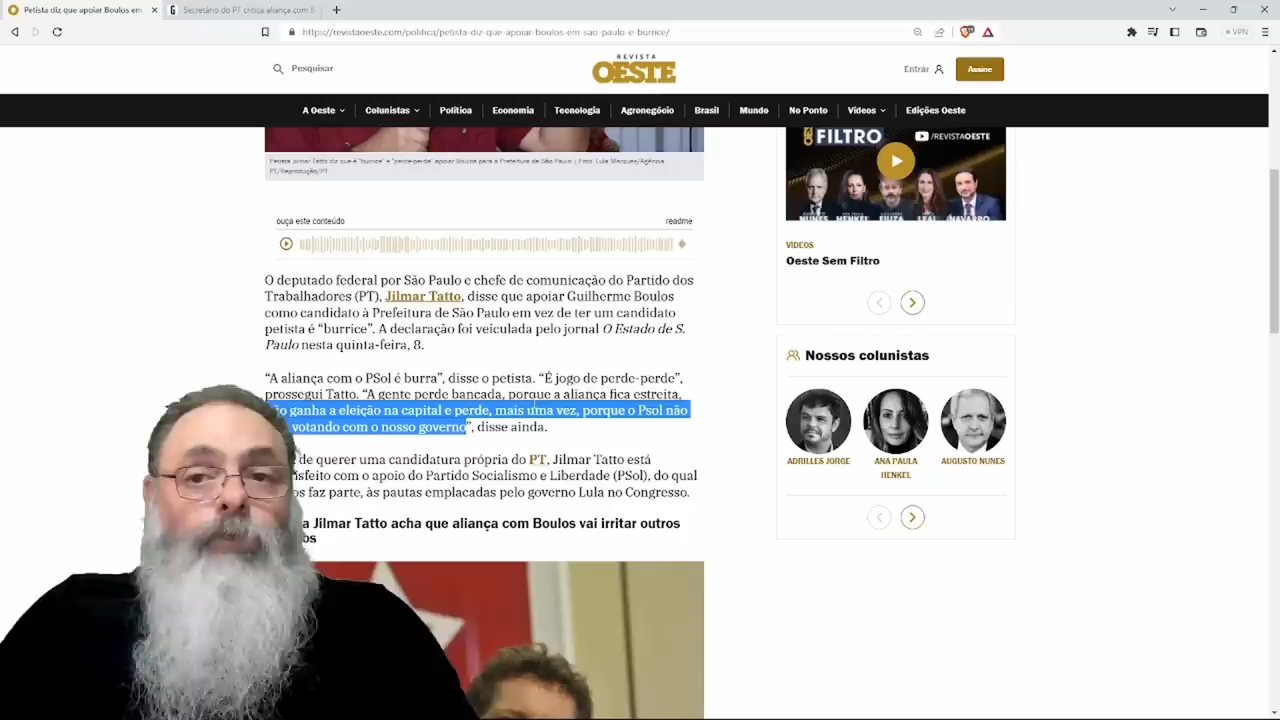 Petista diz que apoiar Boulos em
Secretário do PT critica aliança com B
https://revistaoeste.com/politica/petista-diz-que-apoiar-boulos-em-sao-paulo-e-burrice/
VPN
Pesquisar
REVISTA
OESTE
Entrar
Assine
A Oeste
Colunistas
Política
Economia
Tecnologia
Agronegócio
Brasil
Mundo
No Ponto
Vídeos
Edições Oeste
Petista Jilmar Tatto diz que é "burrice" e "perde-perde" apoiar Boulos para a Prefeitura de São Paulo | Foto: Lula Marques/Agência
PT/Reprodução/PT
ouça este conteúdo
readme
O deputado federal por São Paulo e chefe de comunicação do Partido dos
Trabalhadores (PT), Jilmar Tatto, disse que apoiar Guilherme Boulos
como candidato à Prefeitura de São Paulo em vez de ter um candidato
petista é “burrice”. A declaração foi veiculada pelo jornal O Estado de S.
Paulo nesta quinta-feira, 8.
“A aliança com o PSol é burra”, disse o petista. “É jogo de perde-perde”,
prossegui Tatto. “A gente perde bancada, porque a aliança fica estreita,
ganha a eleição na capital e perde, mais uma vez, porque o Psol não
votando com o nosso governo”, disse ainda.
de querer uma candidatura própria do PT, Jilmar Tatto está
com o apoio do Partido Socialismo e Liberdade (PSol), do qual
faz parte, às pautas emplacadas pelo governo Lula no Congresso.
Jilmar Tatto acha que aliança com Boulos vai irritar outros
FILTRO
/REVISTAOESTE
NUNES
HENKEL
FIUZA
LEAL
NAVARRO
VÍDEOS
Oeste Sem Filtro
Nossos colunistas
ADRILLES JORGE
ANA PAULA
HENKEL
AUGUSTO NUNES